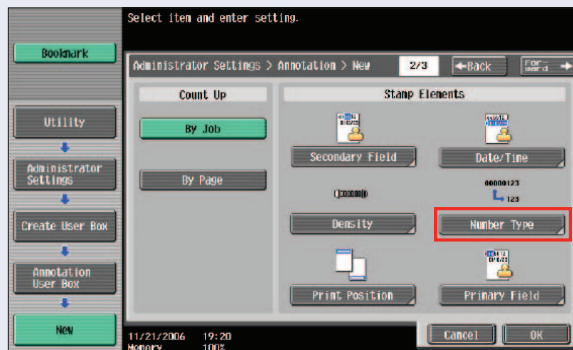 Select item and enter setting.
Bookmark
Administrator Settings > Annotation > New
2/3
←Back
For-
ward →
Count Up
Stamp Elements
Utility
By Job
Secondary Field
Date/Time
Administrator
Settings
By Page
00000123
123
Create User Box
Density
Number Type
Annotation
User Box
Print Position
Primary Field
New
11/21/2006 19:20
Memory 100%
Cancel
OK